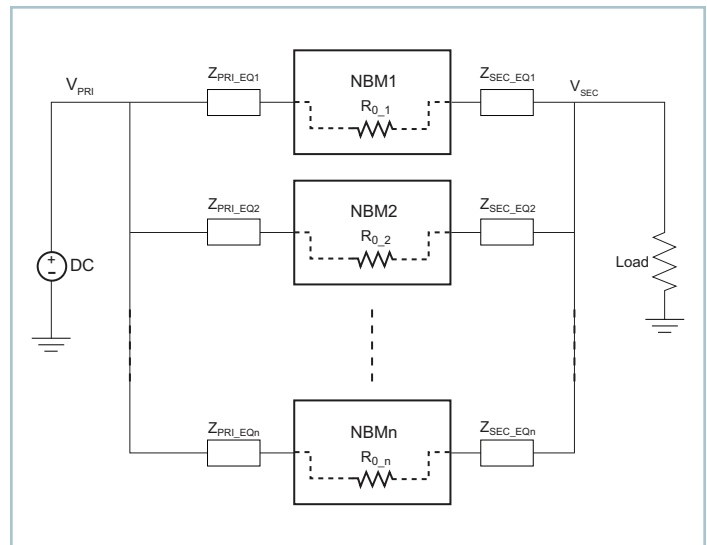 NBM1
Z_PRI_EQ1
Z_SEC_EQ1
V_PRI
V_SEC
R_0_1
NBM2
Z_PRI_EQ2
Z_SEC_EQ2
R_0_2
+
DC
–
Load
NBMn
Z_PRI_EQn
Z_SEC_EQn
R_0_n